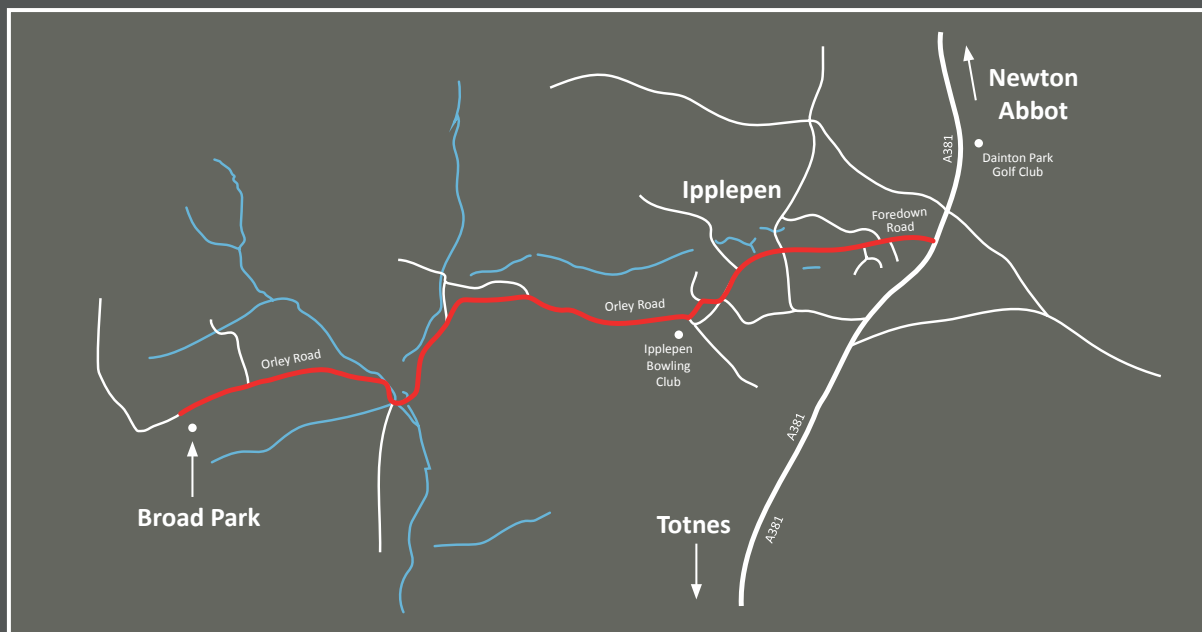 Newton
Abbot
A381
Dainton Park
Golf Club
Ipplepen
Foredown
Road
Orley Road
Ipplepen
Bowling
Club
Orley Road
A381
Broad Park
Totnes
A381